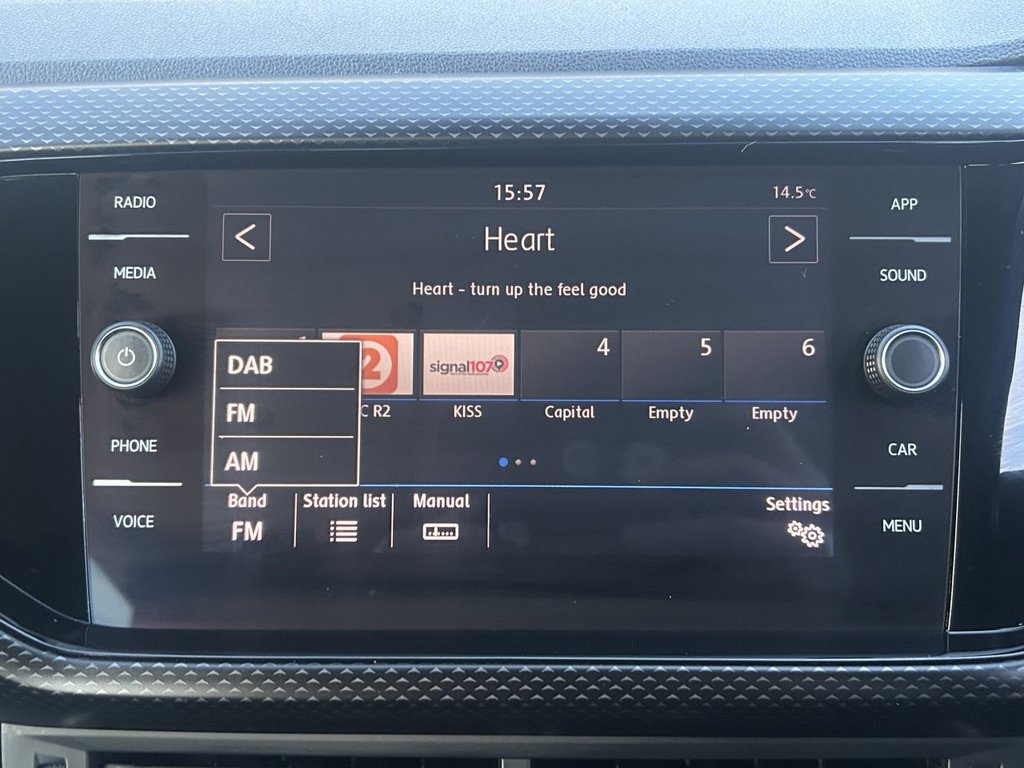 RADIO
MEDIA
PHONE
VOICE
15:57
14.5°C
Heart
Heart - turn up the feel good
2
signal107
4
5
6
C R2
KISS
Capital
Empty
Empty
DAB
FM
AM
Band
FM
Station list
Manual
Settings
APP
SOUND
CAR
MENU